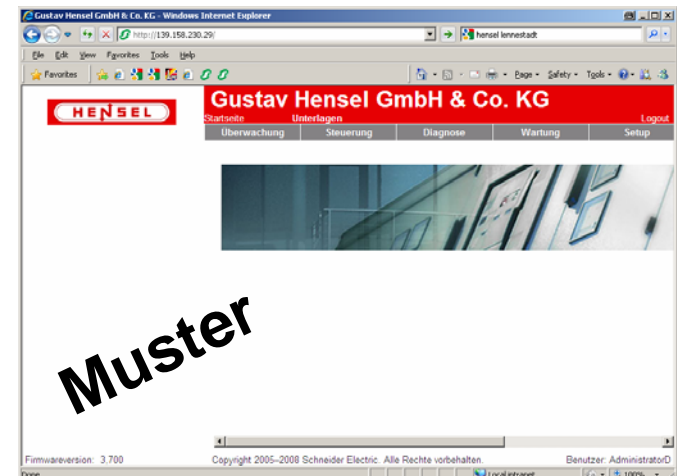 Gustav Hensel GmbH & Co. KG - Windows Internet Explorer
http://139.158.230.29/
hensel lennestadt
File Edit View Favorites Tools Help
Favorites
Page Safety Tools
HENSEL
Gustav Hensel GmbH & Co. KG
Startseite Unterlagen Logout
Überwachung Steuerung Diagnose Wartung Setup
Muster
Firmwareversion: 3.700 Copyright 2005–2008 Schneider Electric. Alle Rechte vorbehalten. Benutzer: AdministratorD
Done Local intranet 100%